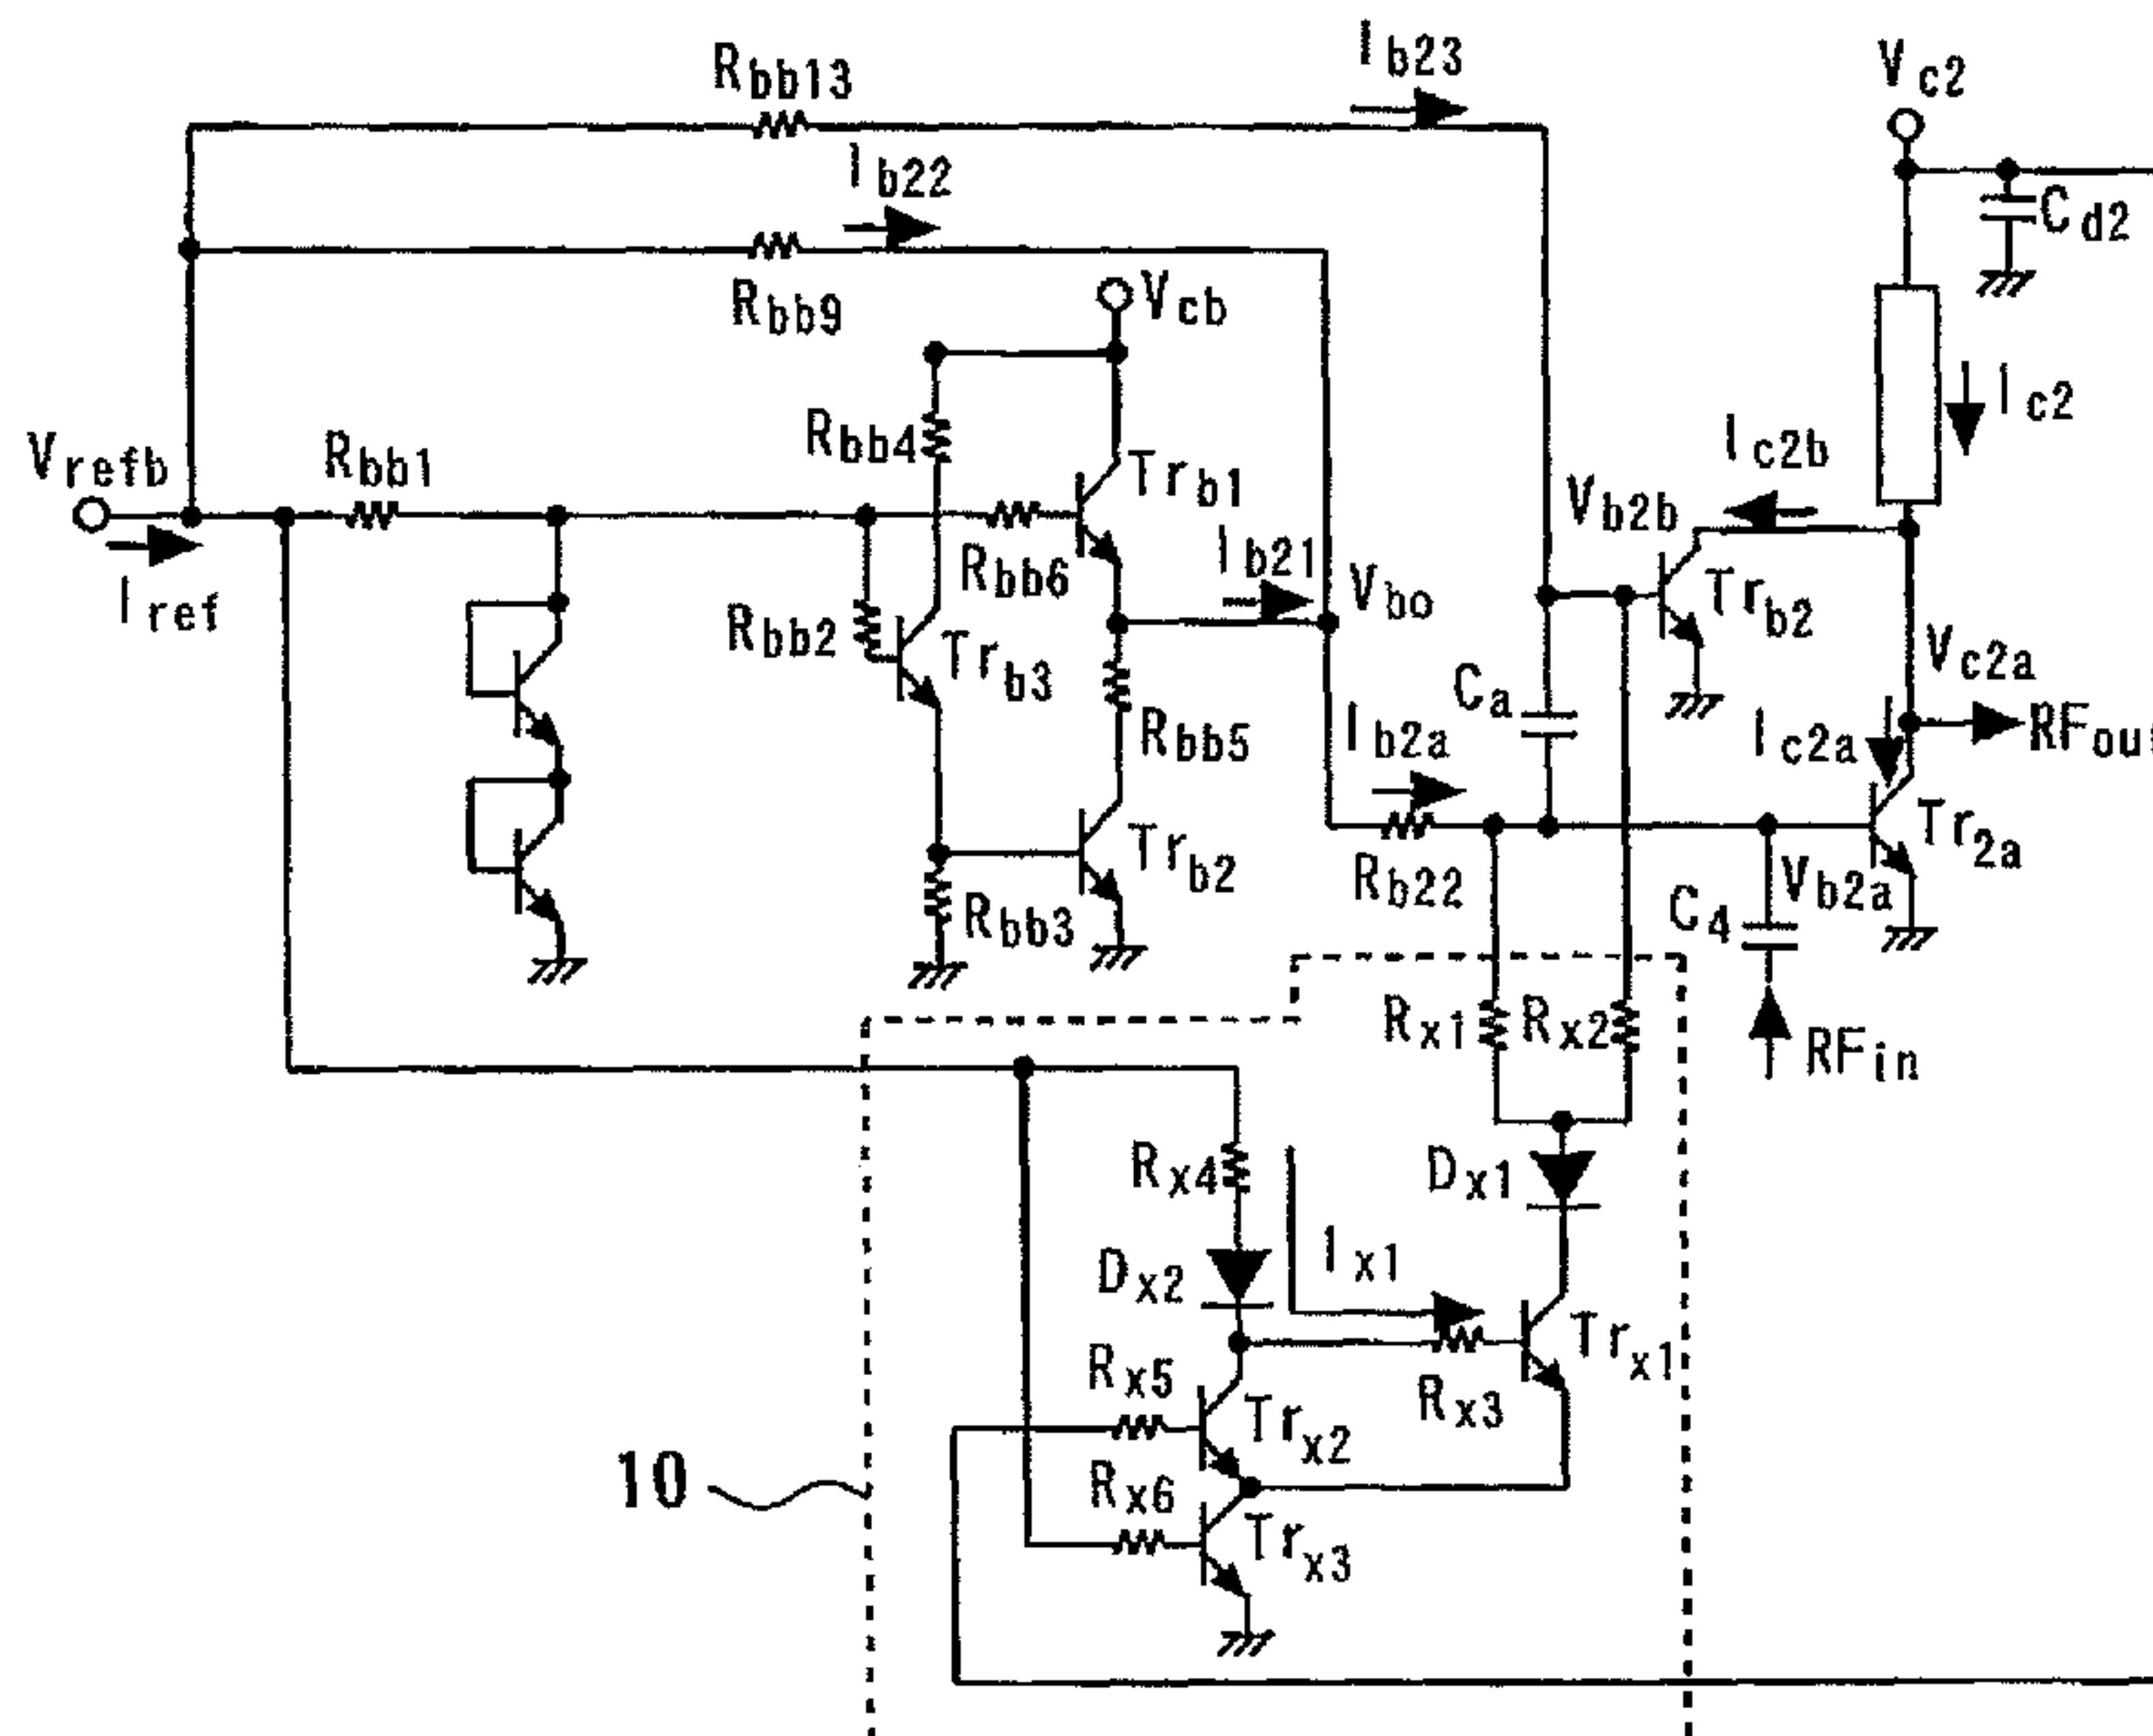 Rbb13
Ib23
Vc2
Ib22
Cd2
Rbb9
Vcb
Ic2
Rbb4
Ic2b
Vrefb
Rbb1
Trb1
Vb2b
Iref
Rbb6
Ib21
Vbo
Trb2
Rbb2
Trb3
Vc2a
Ca
Rbb5
Ib2a
Ic2a
RFout
Trb2
Rb22
Tr2a
Vb2a
C4
Rbb3
Rx1
Rx2
RFin
Rx4
Dx1
Dx2
Ix1
Trx1
Rx5
Trx2
Rx3
10
Rx6
Trx3